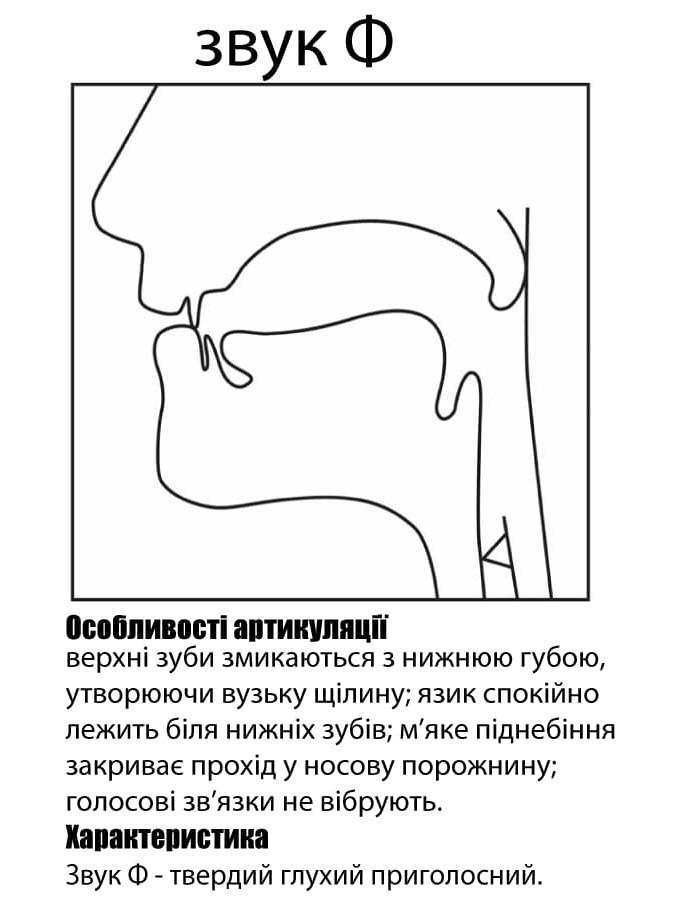 звук Ф
Особливості артикуляції
верхні зуби змикаються з нижнюю губою,
утворюючи вузьку щілину; язик спокійно
лежить біля нижніх зубів; м’яке піднебіння
закриває прохід у носову порожнину;
голосові зв’язки не вібрують.
Характеристика
Звук Ф - твердий глухий приголосний.